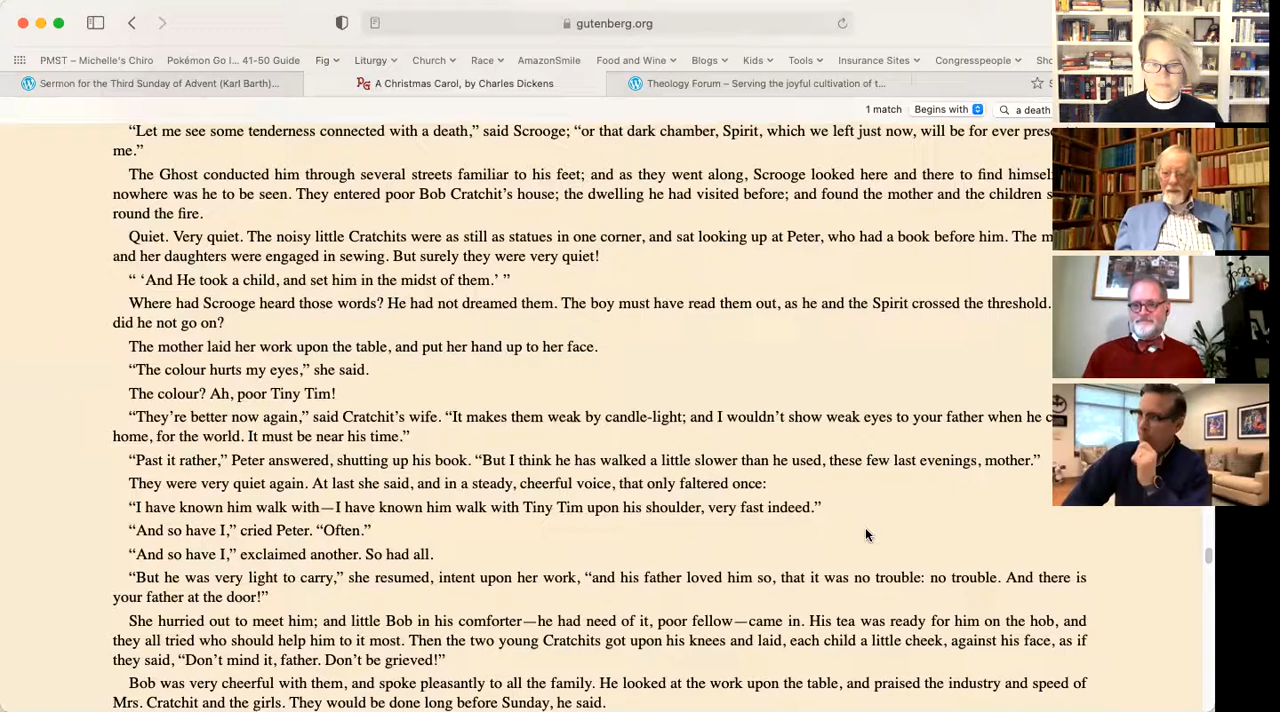 gutenberg.org
PMST – Michelle's Chiro Pokémon Go I... 41-50 Guide Fig Liturgy Church Race AmazonSmile Food and Wine Blogs Kids Tools Insurance Sites Congresspeople
Sermon for the Third Sunday of Advent (Karl Barth)... A Christmas Carol, by Charles Dickens Theology Forum – Serving the joyful cultivation of t...
1 match Begins with a death
“Let me see some tenderness connected with a death,” said Scrooge; “or that dark chamber, Spirit, which we left just now, will be for ever
me.”
The Ghost conducted him through several streets familiar to his feet; and as they went along, Scrooge looked here and there to find
nowhere was he to be seen. They entered poor Bob Cratchit’s house; the dwelling he had visited before; and found the mother and the children
round the fire.
Quiet. Very quiet. The noisy little Cratchits were as still as statues in one corner, and sat looking up at Peter, who had a book before him. The
and her daughters were engaged in sewing. But surely they were very quiet!
“ ‘And He took a child, and set him in the midst of them.’ ”
Where had Scrooge heard those words? He had not dreamed them. The boy must have read them out, as he and the Spirit crossed the threshold.
did he not go on?
The mother laid her work upon the table, and put her hand up to her face.
“The colour hurts my eyes,” she said.
The colour? Ah, poor Tiny Tim!
“They’re better now again,” said Cratchit’s wife. “It makes them weak by candle-light; and I wouldn’t show weak eyes to your father when he
home, for the world. It must be near his time.”
“Past it rather,” Peter answered, shutting up his book. “But I think he has walked a little slower than he used, these few last evenings, mother.”
They were very quiet again. At last she said, and in a steady, cheerful voice, that only faltered once:
“I have known him walk with—I have known him walk with Tiny Tim upon his shoulder, very fast indeed.”
“And so have I,” cried Peter. “Often.”
“And so have I,” exclaimed another. So had all.
“But he was very light to carry,” she resumed, intent upon her work, “and his father loved him so, that it was no trouble: no trouble. And there is
your father at the door!”
She hurried out to meet him; and little Bob in his comforter—he had need of it, poor fellow—came in. His tea was ready for him on the hob, and
they all tried who should help him to it most. Then the two young Cratchits got upon his knees and laid, each child a little cheek, against his face, as if
they said, “Don’t mind it, father. Don’t be grieved!”
Bob was very cheerful with them, and spoke pleasantly to all the family. He looked at the work upon the table, and praised the industry and speed of
Mrs. Cratchit and the girls. They would be done long before Sunday, he said.